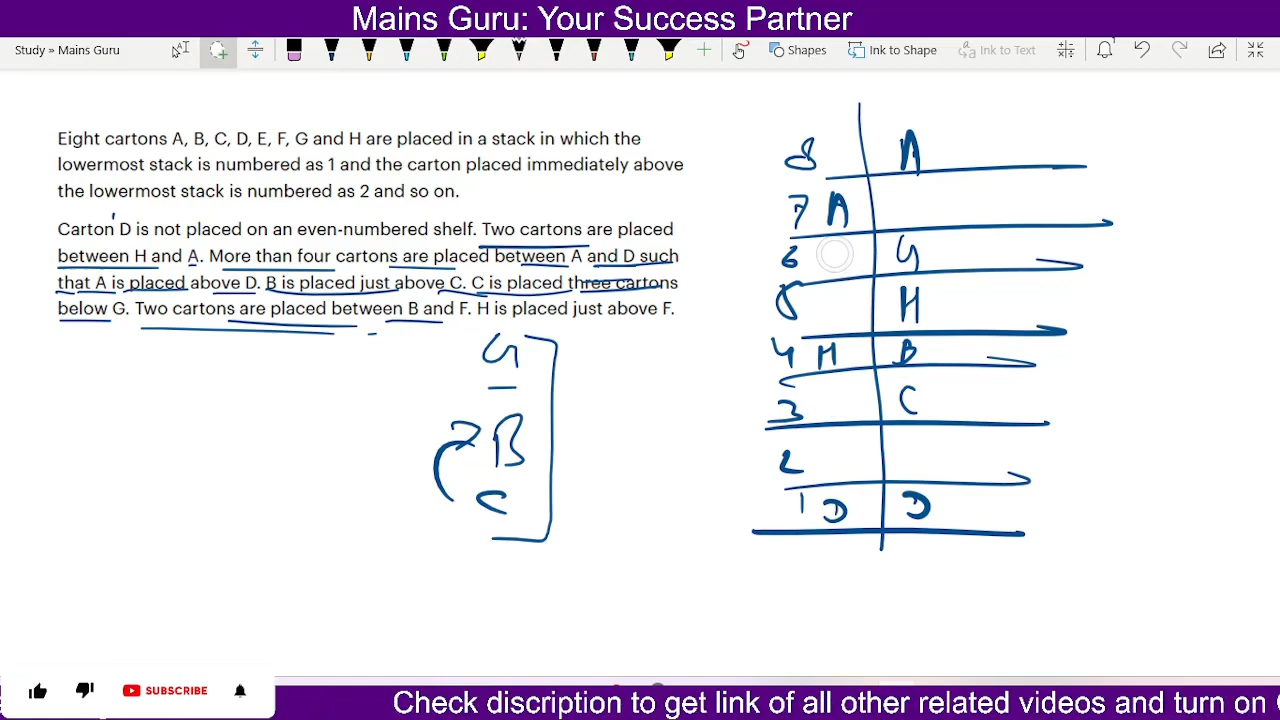 Mains Guru: Your Success Partner
Study » Mains Guru
Shapes
Ink to Shape
Ink to Text
Eight cartons A, B, C, D, E, F, G and H are placed in a stack in which the
lowermost stack is numbered as 1 and the carton placed immediately above
the lowermost stack is numbered as 2 and so on.
Carton D is not placed on an even-numbered shelf. Two cartons are placed
between H and A. More than four cartons are placed between A and D such
that A is placed above D. B is placed just above C. C is placed three cartons
below G. Two cartons are placed between B and F. H is placed just above F.
G
B
C
8 A
7 A
6 G
5 H
4 H B
3 C
2
1 D D
SUBSCRIBE
Check discription to get link of all other related videos and turn on